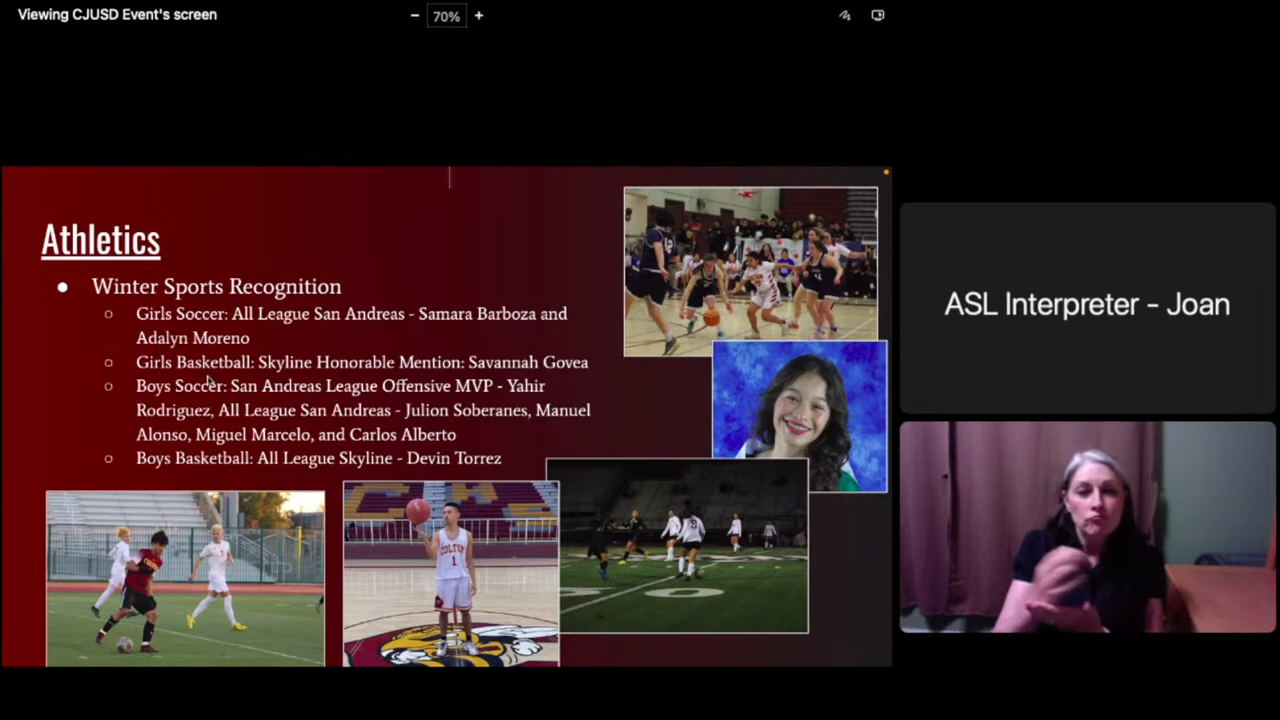 Viewing CJUSD Event's screen
− 70% +
Athletics
● Winter Sports Recognition
○ Girls Soccer: All League San Andreas - Samara Barboza and
Adalyn Moreno
○ Girls Basketball: Skyline Honorable Mention: Savannah Govea
○ Boys Soccer: San Andreas League Offensive MVP - Yahir
Rodriguez, All League San Andreas - Julion Soberanes, Manuel
Alonso, Miguel Marcelo, and Carlos Alberto
○ Boys Basketball: All League Skyline - Devin Torrez
COLTON
1
ASL Interpreter - Joan